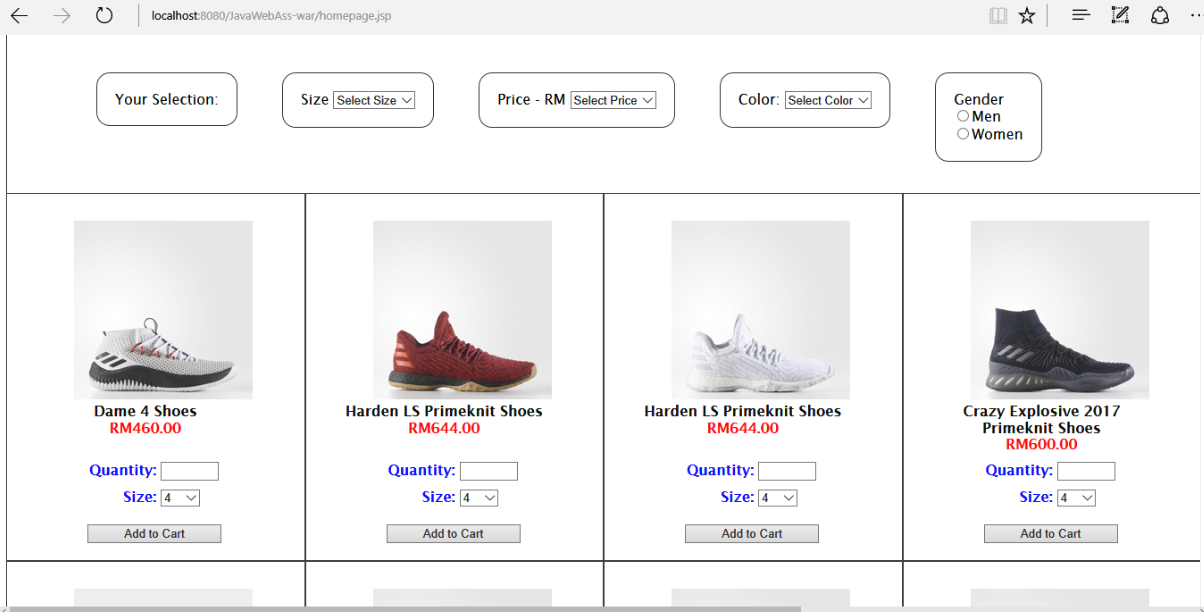 localhost:8080/JavaWebAss-war/homepage.jsp
Your Selection:
Size Select Size
Price - RM Select Price
Color: Select Color
Gender
Men
Women
Dame 4 Shoes
RM460.00
Quantity:
Size: 4
Add to Cart
Harden LS Primeknit Shoes
RM644.00
Quantity:
Size: 4
Add to Cart
Harden LS Primeknit Shoes
RM644.00
Quantity:
Size: 4
Add to Cart
Crazy Explosive 2017
Primeknit Shoes
RM600.00
Quantity:
Size: 4
Add to Cart